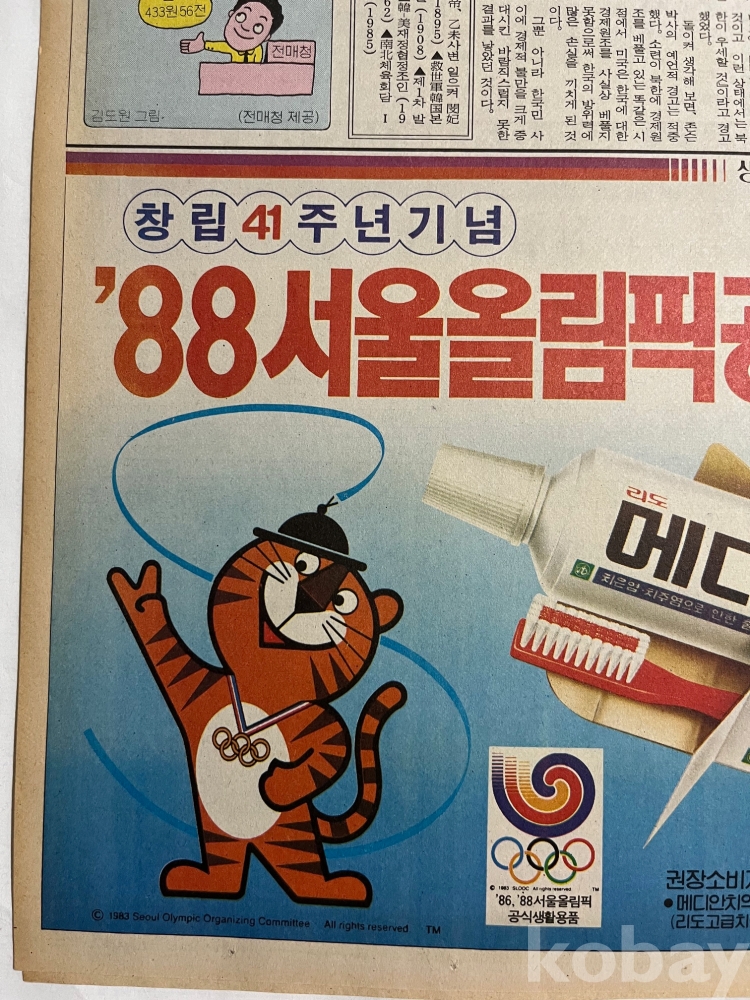 433원 56전
전매청
김도원 그림
(전매청 제공)
것이고 이런 상태에서는 북
한이 우세할 것이라고 경고
했었다.
돌이켜 생각해 보면, 존슨
박사의 예언적 경고는 적중
했다. 소련이 북한에 경제원
조를 베풀고 있는 똑같은 시
점에서 미국은 한국에 대한
경제원조를 사실상 베풀지
못함으로써 한국의 방위력에
많은 손실을 끼치게 된 것
이다.
그뿐 아니라 한국민 사
이에 경제적 불만을 크게 증
대시킨 바람직스럽지 못한
결과를 낳았던 것이다.
帝, 乙未사변 일으켜 閔妃
1895) ▲救世軍韓国본
(1908) ▲제1차 발
韓·美재정협정조인 (19
62) ▲南北체육회담 I
(1985)
창립 41 주년기념
'88서울올림픽공
리도
메디
치은염·치주염으로 인한
© 1983 SLOOC All rights reserved TM
'86, '88서울올림픽
공식생활용품
권장소비자
● 메디안치약
(리도고급치
© 1983 Seoul Olympic Organizing Committee All rights reserved TM
kobay